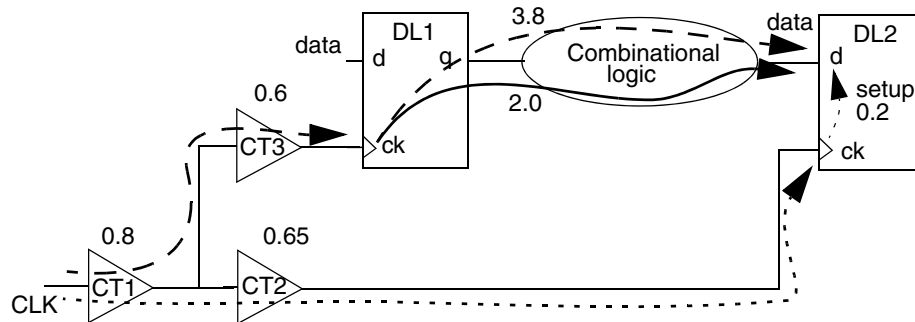 3.8
data
DL1
data
DL2
d
q
Combinational
logic
d
0.6
2.0
setup
0.2
CT3
ck
ck
0.8
0.65
CT1
CT2
CLK